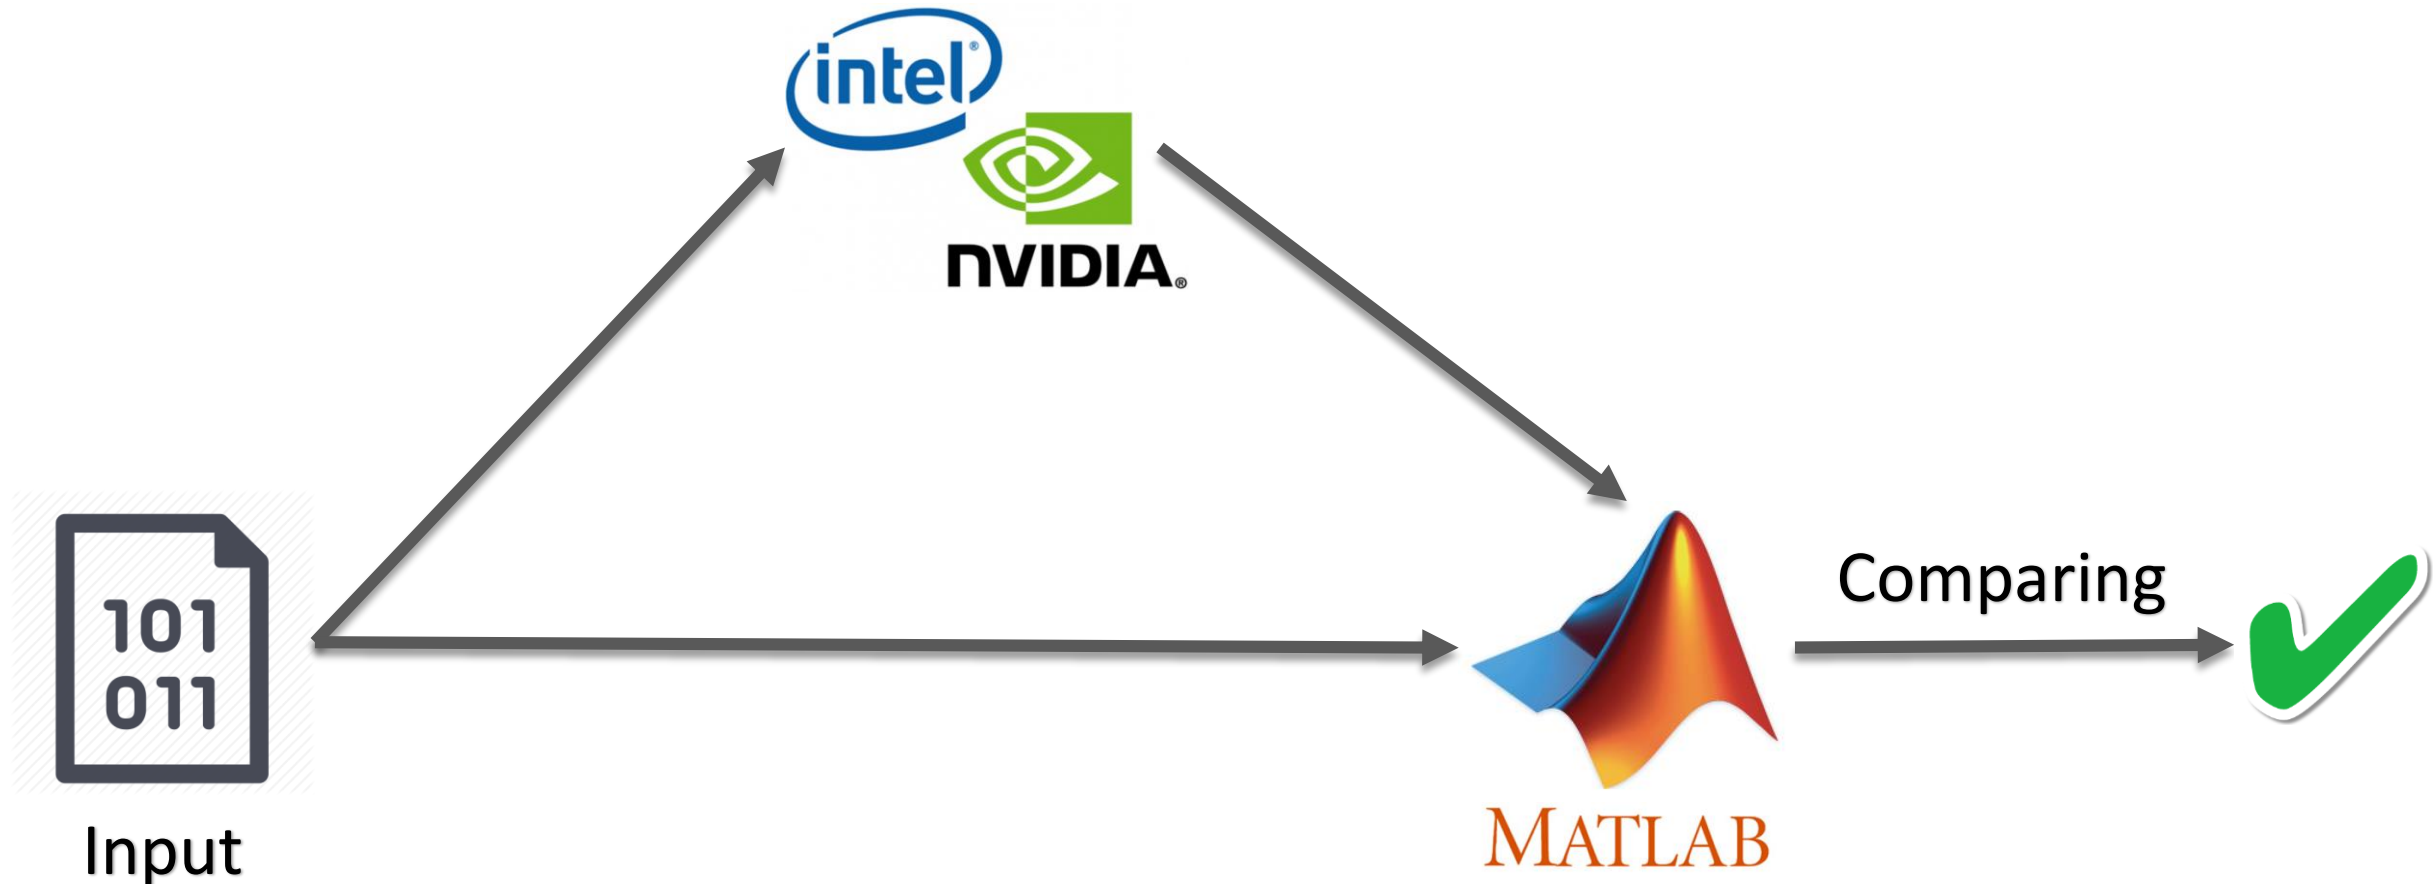 intel®
NVIDIA®
101
011
Input
MATLAB
Comparing